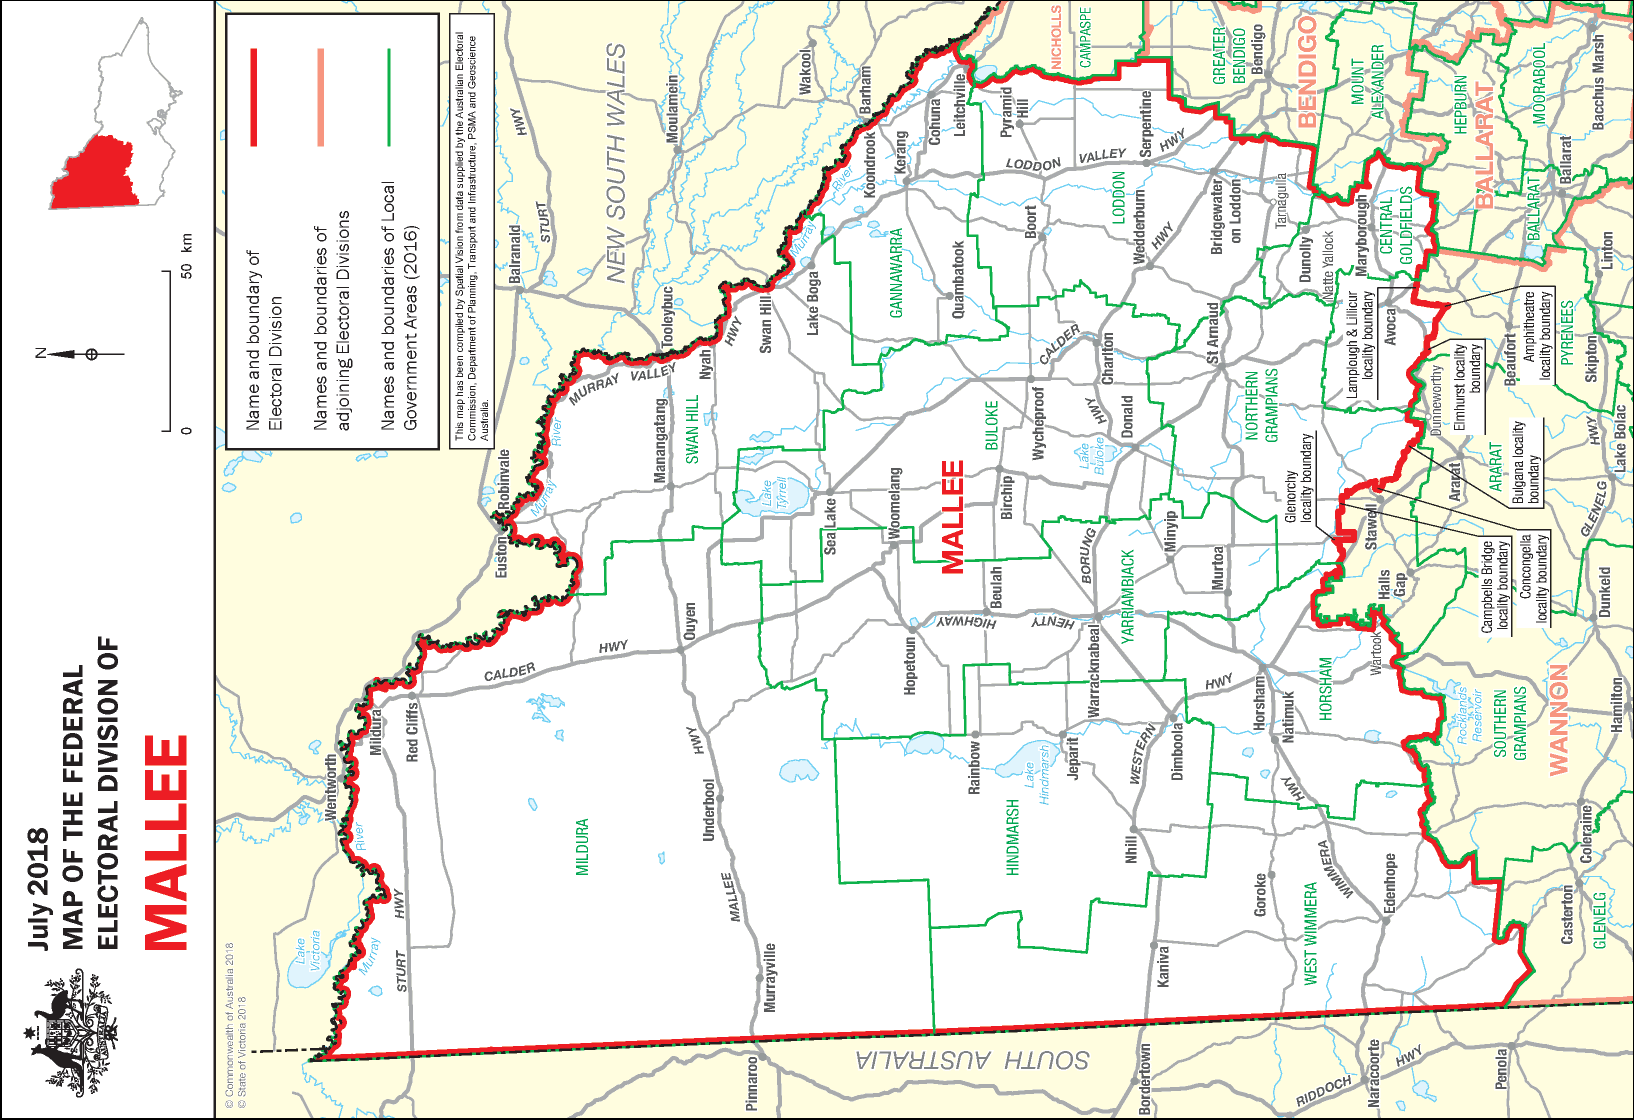 July 2018
MAP OF THE FEDERAL
ELECTORAL DIVISION OF
MALLEE
N
0
50 km
Name and boundary of
Electoral Division
Names and boundaries of
adjoining Electoral Divisions
Names and boundaries of Local
Government Areas (2016)
This map has been compiled by Spatial Vision from data supplied by the Australian Electoral
Commission, Department of Planning, Transport and Infrastructure, PSMA and Geoscience
Australia.
© Commonwealth of Australia 2018
© State of Victoria 2018
NEW SOUTH WALES
SOUTH AUSTRALIA
MALLEE
NICHOLLS
BENDIGO
BALLARAT
WANNON
MILDURA
SWAN HILL
GANNAWARRA
BULOKE
LODDON
CAMPASPE
GREATER
BENDIGO
MOUNT
ALEXANDER
HEPBURN
MOORABOOL
BALLARAT
CENTRAL
GOLDFIELDS
PYRENEES
ARARAT
NORTHERN
GRAMPIANS
YARRIAMBIACK
HINDMARSH
HORSHAM
WEST WIMMERA
SOUTHERN
GRAMPIANS
GLENELG
Wentworth
Mildura
Red Cliffs
Euston
Robinvale
Balranald
Moulamein
Wakool
Barham
Koondrook
Kerang
Cohuna
Leitchville
Pyramid
Hill
Serpentine
Bendigo
Tooleybuc
Nyah
Swan Hill
Lake Boga
Manangatang
Quambatook
Boort
Wedderburn
Bridgewater
on Loddon
Tarnagulla
Dunolly
Natte Yalock
Maryborough
Ballarat
Bacchus Marsh
Linton
Skipton
Beaufort
Avoca
St Arnaud
Charlton
Wycheproof
Donald
Birchip
Woomelang
Sea Lake
Ouyen
Hopetoun
Beulah
Warracknabeal
Minyip
Murtoa
Stawell
Halls
Gap
Wartook
Ararat
Dunneworthy
Lake Bolac
Dunkeld
Hamilton
Coleraine
Casterton
Horsham
Natimuk
Dimboola
Jeparit
Rainbow
Nhill
Kaniva
Goroke
Edenhope
Underbool
Murrayville
Pinnaroo
Bordertown
Naracoorte
Penola
Lamplough & Lillicur
locality boundary
Amphitheatre
locality boundary
Elmhurst locality
boundary
Bulgana locality
boundary
Glenorchy
locality boundary
Campbells Bridge
locality boundary
Concongella
locality boundary
Lake
Victoria
Murray
River
Murray
River
Murray
River
Lake
Tyrrell
Lake
Buloke
Lake
Hindmarsh
Rocklands
Reservoir
STURT
HWY
STURT
HWY
CALDER
HWY
MALLEE
HWY
MURRAY
VALLEY
HWY
LODDON
VALLEY
HWY
CALDER
HWY
BORUNG
HWY
HENTY
HIGHWAY
WESTERN
HWY
WIMMERA
HWY
GLENELG
HWY
RIDDOCH
HWY